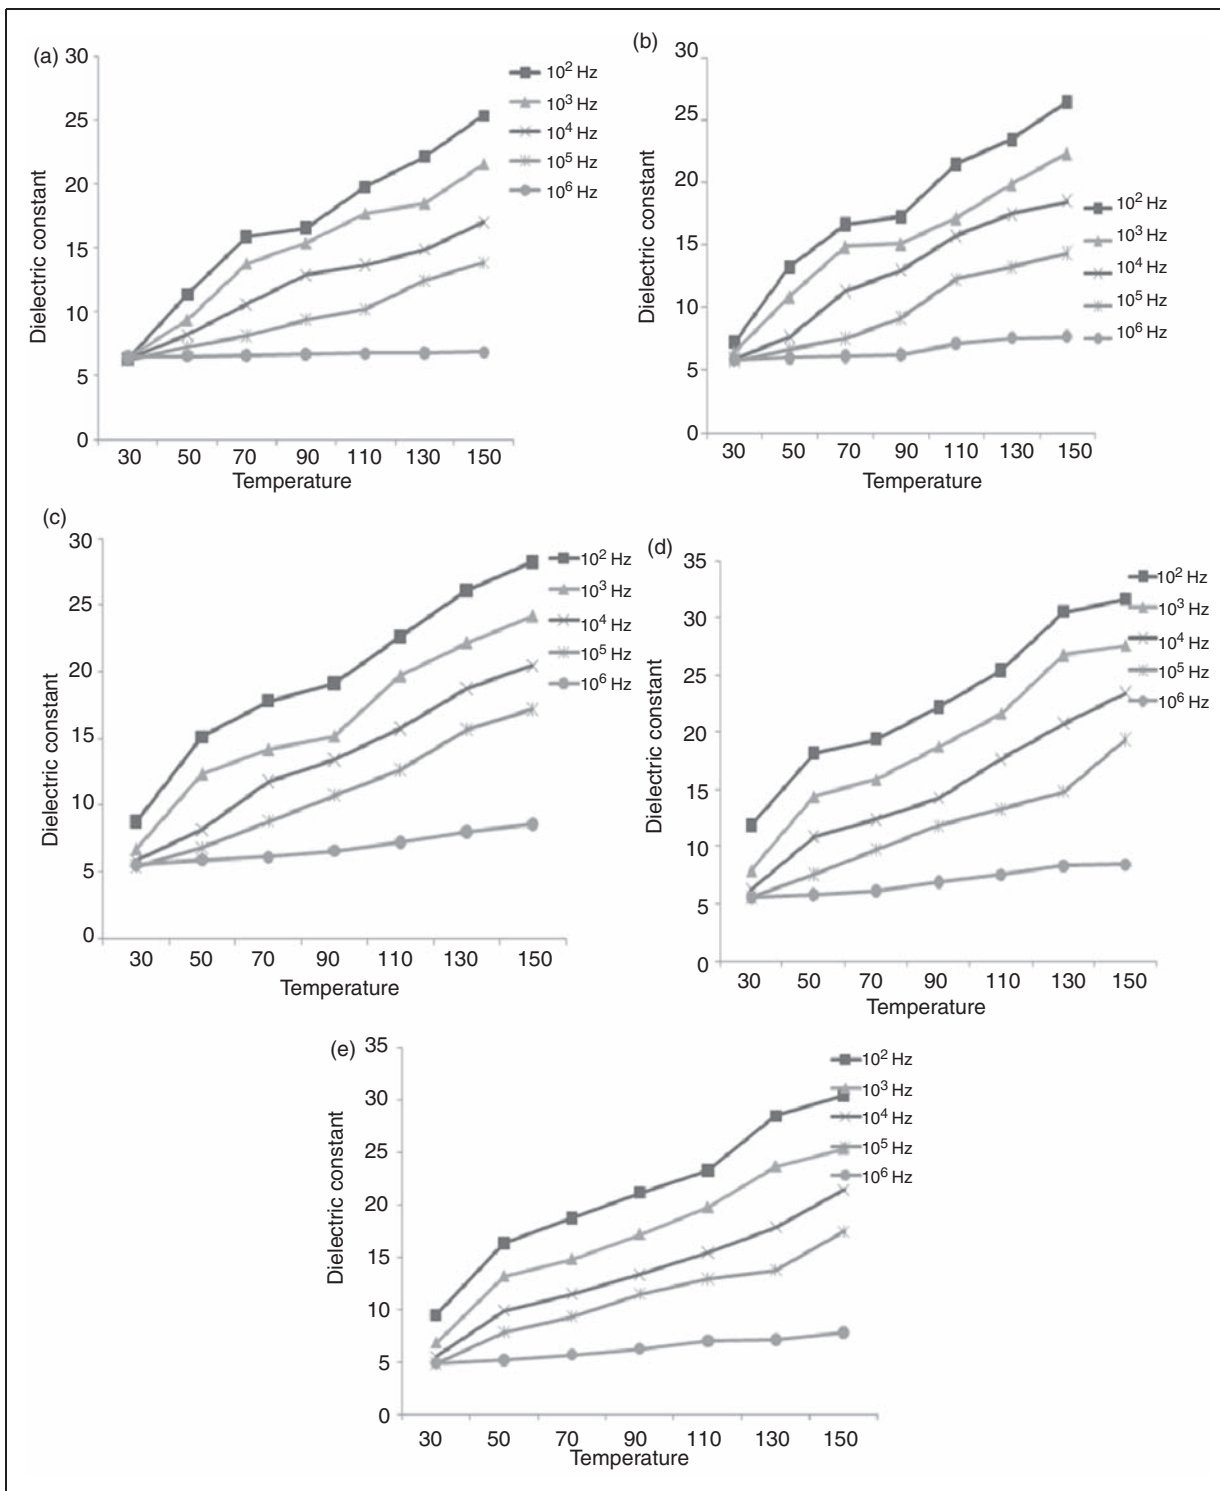 (a)
30
25
20
15
10
5
0
Dielectric constant
30 50 70 90 110 130 150
Temperature
10² Hz
10³ Hz
10⁴ Hz
10⁵ Hz
10⁶ Hz
(b)
30
25
20
15
10
5
0
Dielectric constant
30 50 70 90 110 130 150
Temperature
10² Hz
10³ Hz
10⁴ Hz
10⁵ Hz
10⁶ Hz
(c)
30
25
20
15
10
5
0
Dielectric constant
30 50 70 90 110 130 150
Temperature
10² Hz
10³ Hz
10⁴ Hz
10⁵ Hz
10⁶ Hz
(d)
35
30
25
20
15
10
5
0
Dielectric constant
30 50 70 90 110 130 150
Temperature
10² Hz
10³ Hz
10⁴ Hz
10⁵ Hz
10⁶ Hz
(e)
35
30
25
20
15
10
5
0
Dielectric constant
30 50 70 90 110 130 150
Temperature
10² Hz
10³ Hz
10⁴ Hz
10⁵ Hz
10⁶ Hz